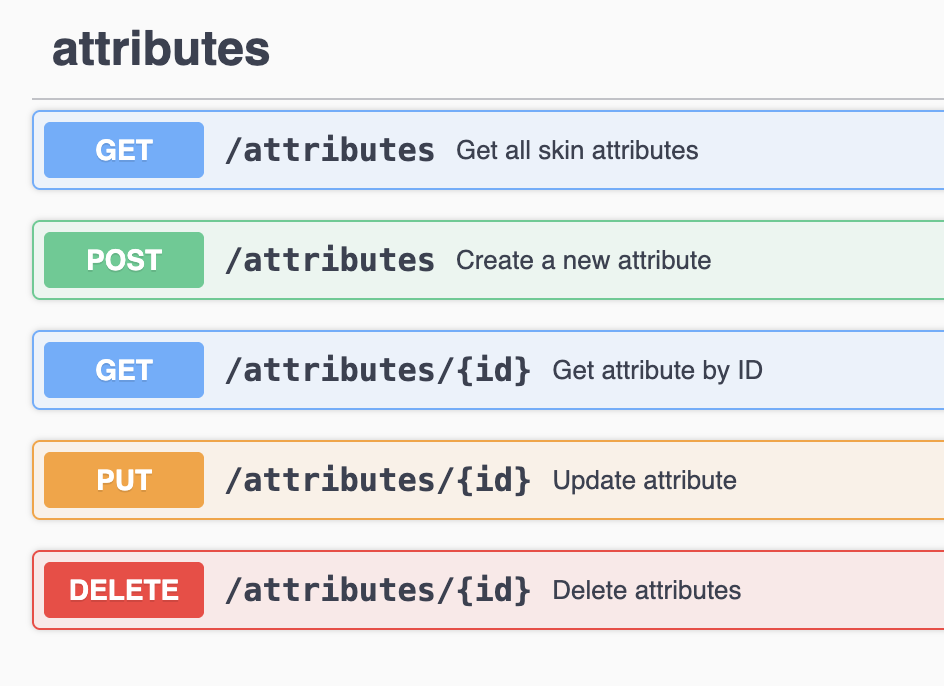 attributes
GET /attributes Get all skin attributes
POST /attributes Create a new attribute
GET /attributes/{id} Get attribute by ID
PUT /attributes/{id} Update attribute
DELETE /attributes/{id} Delete attributes